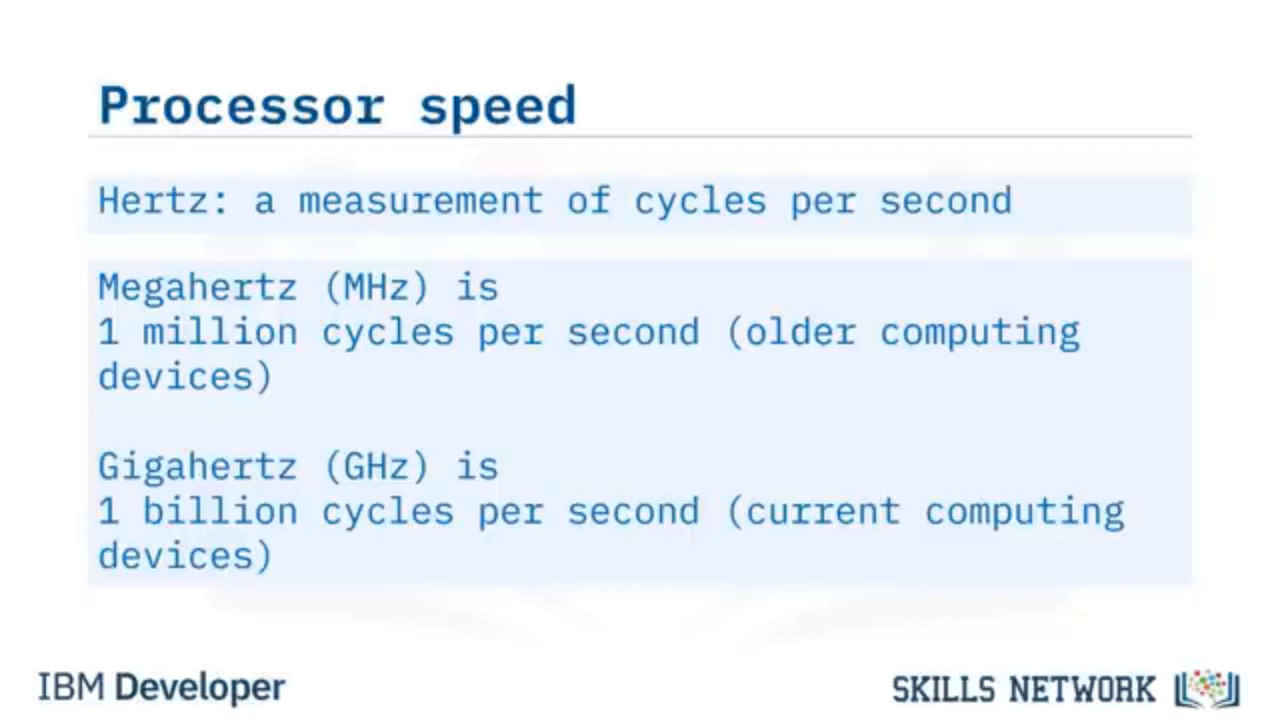 Processor speed
Hertz: a measurement of cycles per second
Megahertz (MHz) is
1 million cycles per second (older computing
devices)
Gigahertz (GHz) is
1 billion cycles per second (current computing
devices)
IBM Developer
SKILLS NETWORK